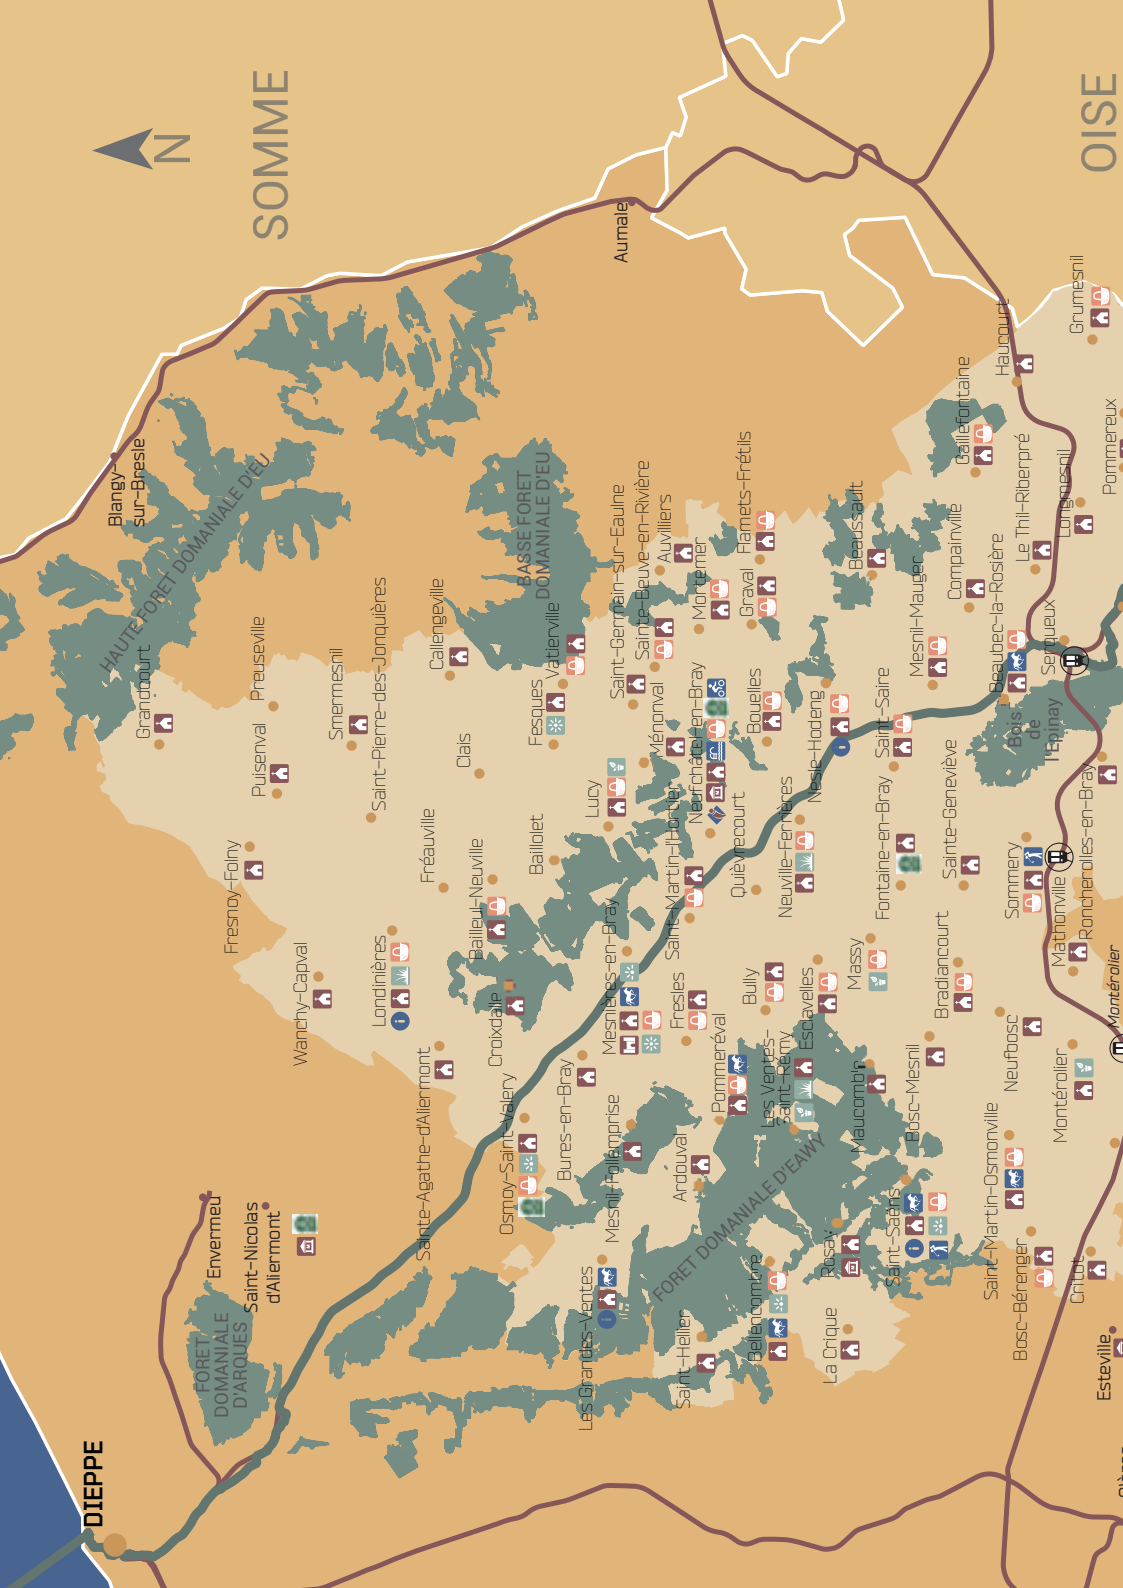 SOMME
N
OISE
Aumale
Blangy-
sur-Bresle
HAUTE FORET DOMANIALE D'EU
BASSE FORET
DOMANIALE D'EU
Grandcourt
Preuseville
Puisenval
Smermesnil
Saint-Pierre-des-Jonquières
Callengeville
Vatierville
Fesques
Clais
Fréauville
Bailleul-Neuville
Baillolet
Fresnoy-Folny
Wanchy-Capval
Londinières
Croixdalle
Sainte-Agathe-d'Aliermont
Osmoy-Saint-Valery
Bures-en-Bray
Mesnières-en-Bray
Mesnil-Follemprise
Lucy
Ménonval
Saint-Germain-sur-Eaulne
Sainte-Beuve-en-Rivière
Auvilliers
Mortemer
Graval
Flamets-Frétils
Neufchâtel-en-Bray
Saint-Martin-l'Hortier
Quièvrecourt
Bouelles
Neuville-Ferrières
Nesle-Hodeng
Saint-Saire
Mesnil-Mauger
Beaussault
Compainville
Gaillefontaine
Haucourt
Grumesnil
Le Thil-Riberpré
Longmesnil
Pommereux
Beaubec-la-Rosière
Serqueux
Bois
de
l'Epinay
Fontaine-en-Bray
Sainte-Geneviève
Sommery
Mathonville
Roncherolles-en-Bray
Montérolier
Massy
Bradiancourt
Neufbosc
Montérolier
Bully
Esclavelles
Fresles
Pommeréval
Les Ventes-
Saint-Rémy
Maucomble
Bosc-Mesnil
Ardouval
FORET DOMANIALE D'EAWY
Saint-Saëns
Rosay
Saint-Martin-Osmonville
Bosc-Bérenger
Critot
Bellencombre
La Crique
Saint-Hellier
Les Grandes-Ventes
Esteville
Envermeu
Saint-Nicolas
d'Aliermont
FORET
DOMANIALE
D'ARQUES
DIEPPE